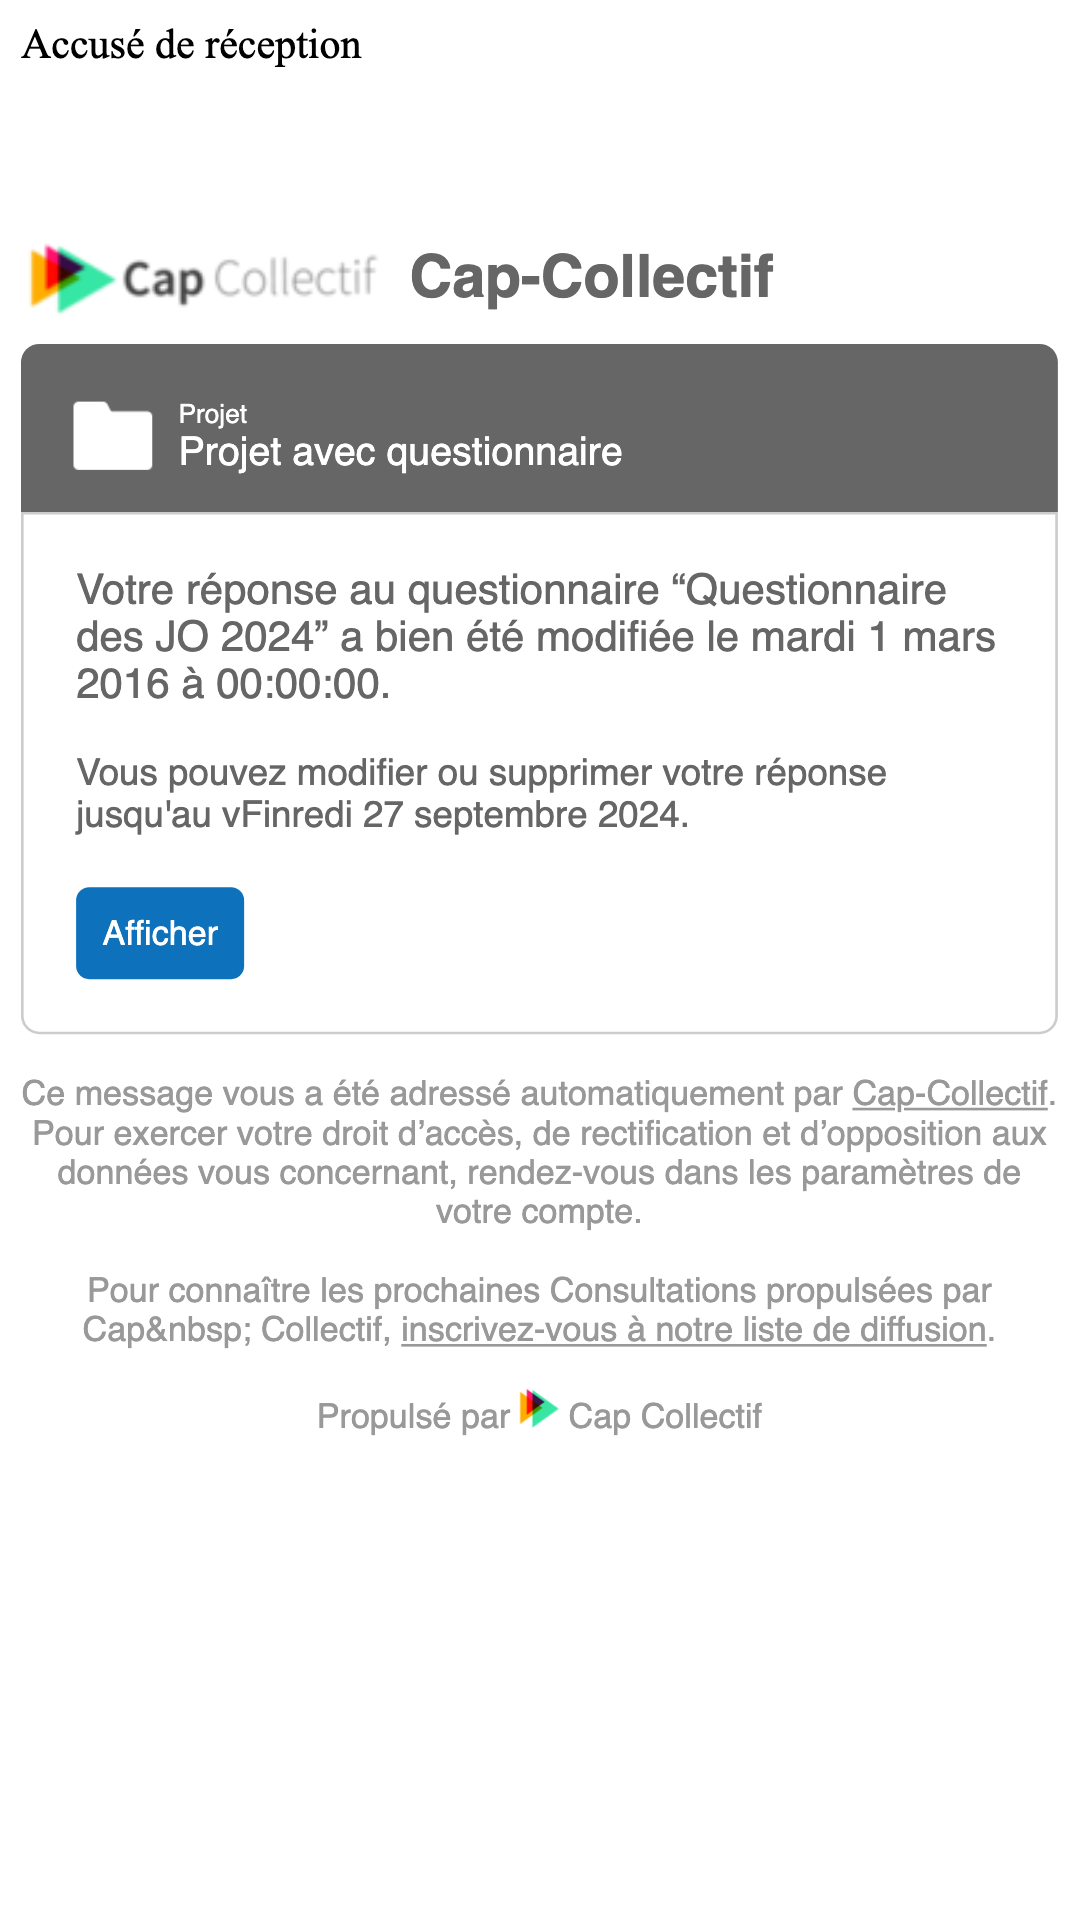 Accusé de réception
Cap Collectif Cap-Collectif
Projet
Projet avec questionnaire
Votre réponse au questionnaire “Questionnaire
des JO 2024” a bien été modifiée le mardi 1 mars
2016 à 00:00:00.
Vous pouvez modifier ou supprimer votre réponse
jusqu'au vFinredi 27 septembre 2024.
Afficher
Ce message vous a été adressé automatiquement par Cap-Collectif.
Pour exercer votre droit d’accès, de rectification et d’opposition aux
données vous concernant, rendez-vous dans les paramètres de
votre compte.
Pour connaître les prochaines Consultations propulsées par
Cap&nbsp; Collectif, inscrivez-vous à notre liste de diffusion.
Propulsé par Cap Collectif